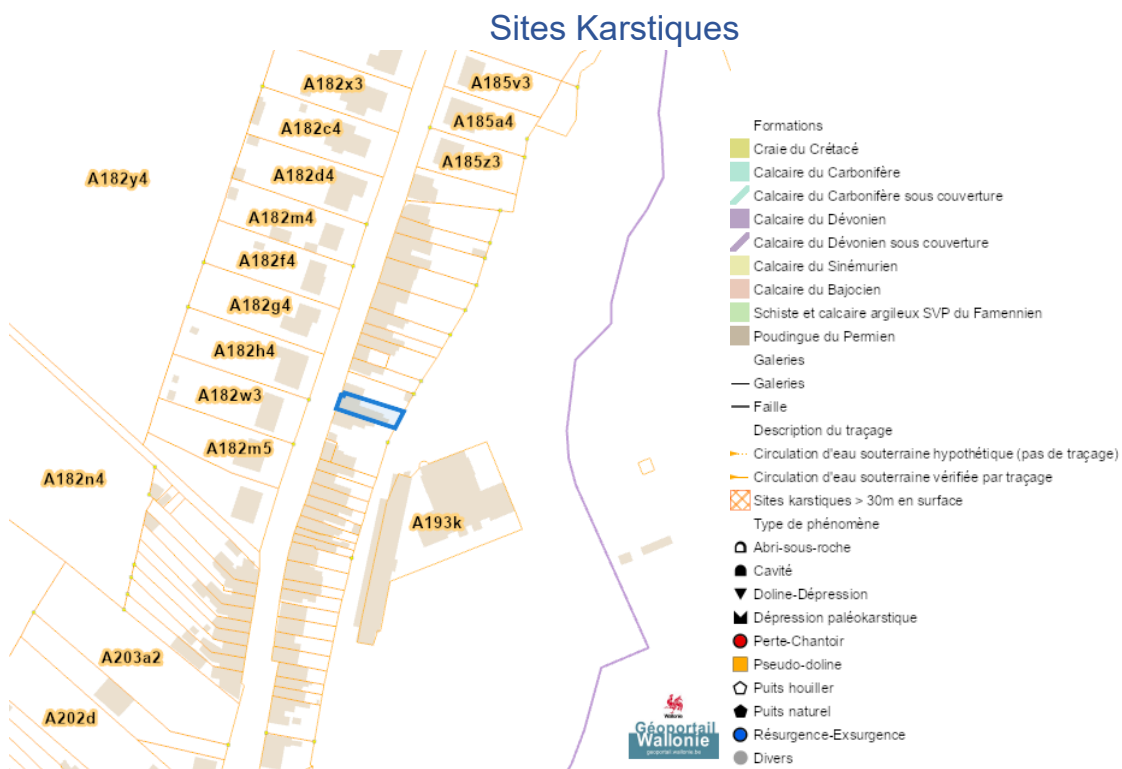 Sites Karstiques
A182x3
A185v3
A182c4
A185a4
A185z3
A182y4
A182d4
A182m4
A182f4
A182g4
A182h4
A182w3
A182m5
A182n4
A193k
A203a2
A202d
Formations
Craie du Crétacé
Calcaire du Carbonifère
Calcaire du Carbonifère sous couverture
Calcaire du Dévonien
Calcaire du Dévonien sous couverture
Calcaire du Sinémurien
Calcaire du Bajocien
Schiste et calcaire argileux SVP du Famennien
Poudingue du Permien
Galeries
Galeries
Faille
Description du traçage
Circulation d'eau souterraine hypothétique (pas de traçage)
Circulation d'eau souterraine vérifiée par traçage
Sites karstiques > 30m en surface
Type de phénomène
Abri-sous-roche
Cavité
Doline-Dépression
Dépression paléokarstique
Perte-Chantoir
Pseudo-doline
Puits houiller
Puits naturel
Résurgence-Exsurgence
Divers
Wallonie
Géoportail
Wallonie
geoportail.wallonie.be